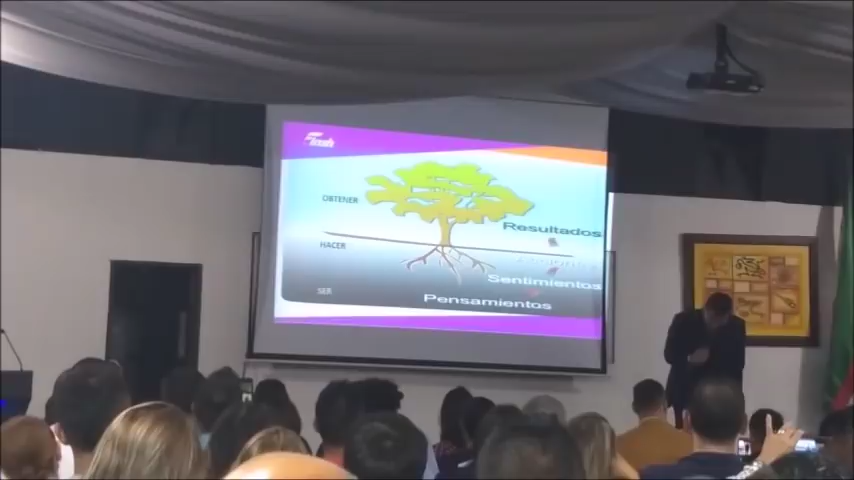 OBTENER
Resultados
HACER
Sentimientos
SER
Pensamientos